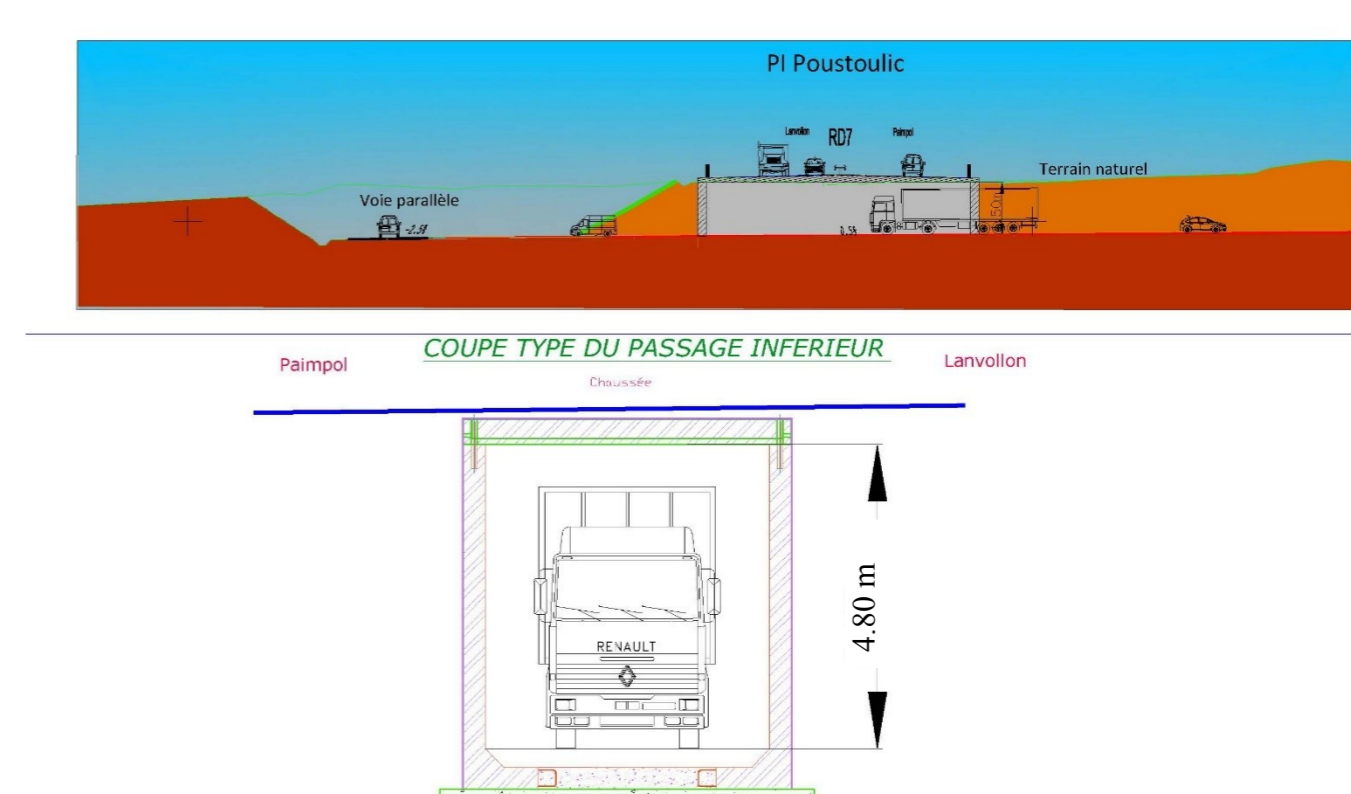 PI Poustoulic
Lanvollon RD7 Paimpol
Terrain naturel
Voie parallèle
COUPE TYPE DU PASSAGE INFERIEUR
Paimpol
Lanvollon
Chaussée
4.80 m
RENAULT